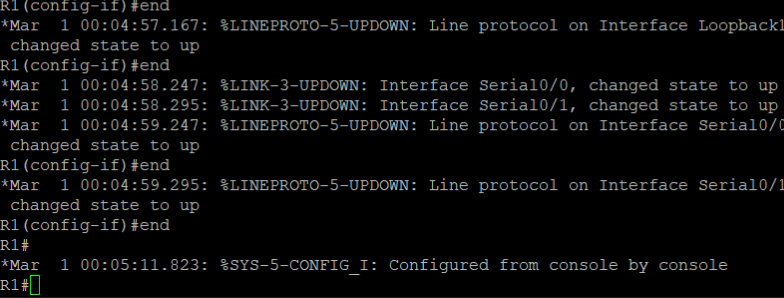 R1(config-if)#end
*Mar  1 00:04:57.167: %LINEPROTO-5-UPDOWN: Line protocol on Interface Loopback1
 changed state to up
R1(config-if)#end
*Mar  1 00:04:58.247: %LINK-3-UPDOWN: Interface Serial0/0, changed state to up
*Mar  1 00:04:58.295: %LINK-3-UPDOWN: Interface Serial0/1, changed state to up
*Mar  1 00:04:59.247: %LINEPROTO-5-UPDOWN: Line protocol on Interface Serial0/0
 changed state to up
R1(config-if)#end
*Mar  1 00:04:59.295: %LINEPROTO-5-UPDOWN: Line protocol on Interface Serial0/1
 changed state to up
R1(config-if)#end
R1#
*Mar  1 00:05:11.823: %SYS-5-CONFIG_I: Configured from console by console
R1#